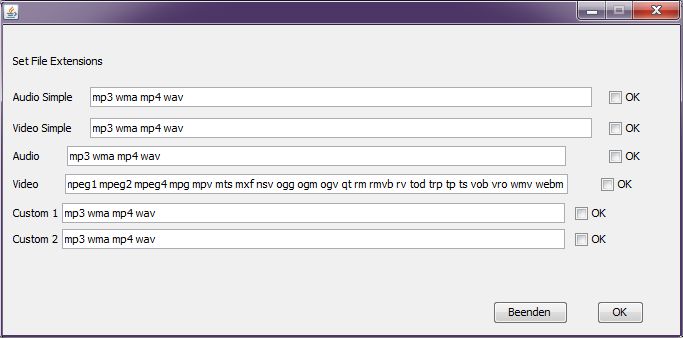 Set File Extensions
Audio Simple mp3 wma mp4 wav OK
Video Simple mp3 wma mp4 wav OK
Audio mp3 wma mp4 wav OK
Video npeg1 mpeg2 mpeg4 mpg mpv mts mxf nsv ogg ogm ogv qt rm rmvb rv tod trp tp ts vob vro wmv webm OK
Custom 1 mp3 wma mp4 wav OK
Custom 2 mp3 wma mp4 wav OK
Beenden OK